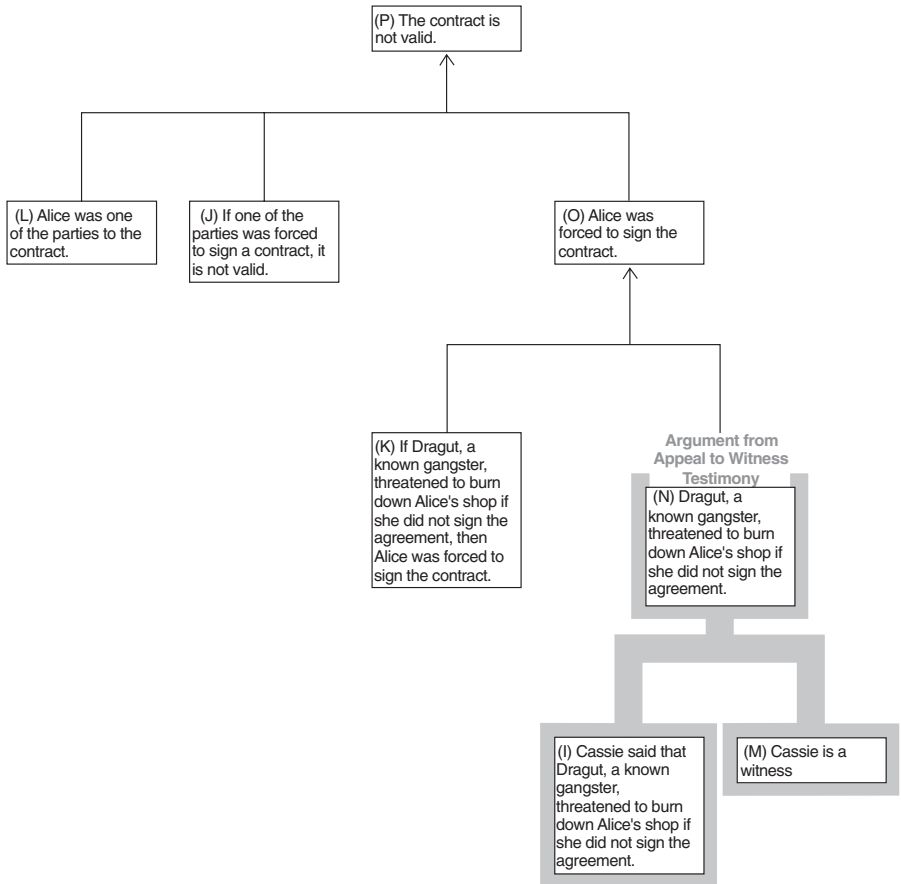 (P) The contract is
not valid.
(L) Alice was one
of the parties to the
contract.
(J) If one of the
parties was forced
to sign a contract, it
is not valid.
(O) Alice was
forced to sign the
contract.
(K) If Dragut, a
known gangster,
threatened to burn
down Alice's shop if
she did not sign the
agreement, then
Alice was forced to
sign the contract.
Argument from
Appeal to Witness
Testimony
(N) Dragut, a
known gangster,
threatened to burn
down Alice's shop if
she did not sign the
agreement.
(I) Cassie said that
Dragut, a known
gangster,
threatened to burn
down Alice's shop if
she did not sign the
agreement.
(M) Cassie is a
witness